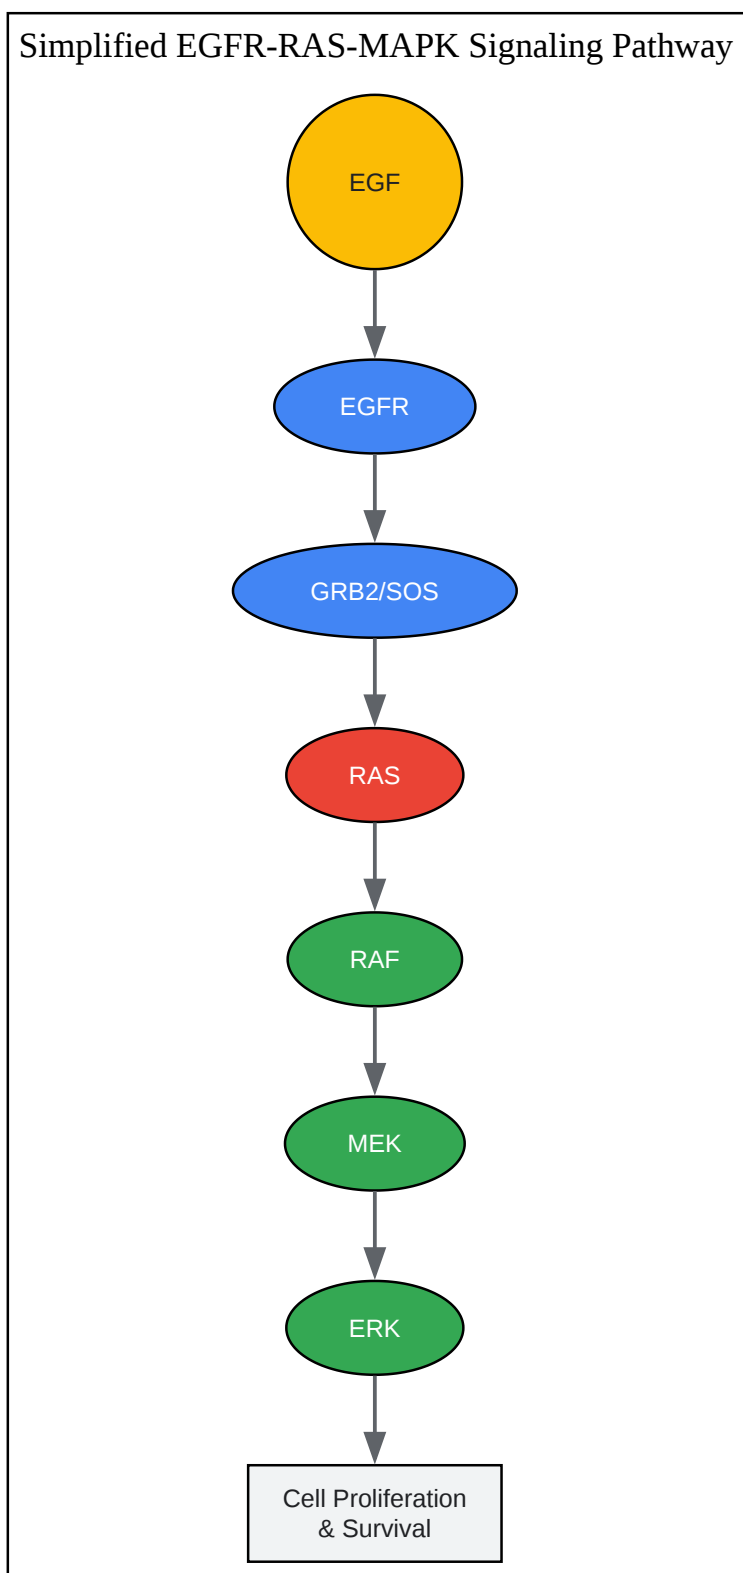 Simplified EGFR-RAS-MAPK Signaling Pathway
EGF
EGFR
GRB2/SOS
RAS
RAF
MEK
ERK
Cell Proliferation
& Survival